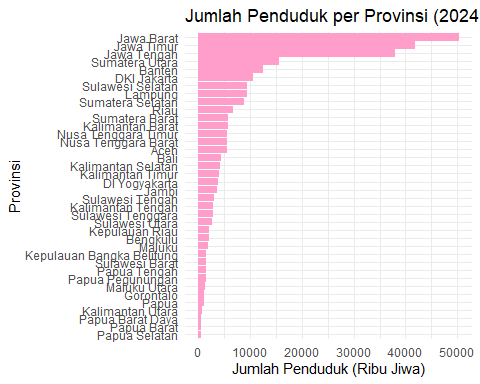 Jumlah Penduduk per Provinsi (2024
Jawa Barat
Jawa Timur
Jawa Tengah
Sumatera Utara
Banten
DKI Jakarta
Sulawesi Selatan
Lampung
Sumatera Selatan
Riau
Sumatera Barat
Kalimantan Barat
Nusa Tenggara Timur
Nusa Tenggara Barat
Aceh
Bali
Kalimantan Selatan
Kalimantan Timur
DI Yogyakarta
Jambi
Sulawesi Tengah
Kalimantan Tengah
Sulawesi Tenggara
Sulawesi Utara
Kepulauan Riau
Bengkulu
Maluku
Kepulauan Bangka Belitung
Sulawesi Barat
Papua Tengah
Papua Pegunungan
Maluku Utara
Gorontalo
Papua
Kalimantan Utara
Papua Barat Daya
Papua Barat
Papua Selatan
Provinsi
0 10000 20000 30000 40000 50000
Jumlah Penduduk (Ribu Jiwa)